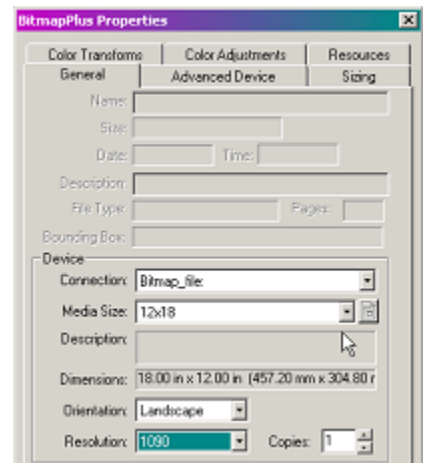 BitmapPlus Properties
Color Transforms Color Adjustments Resources
General Advanced Device Sizing
Name:
Size:
Date: Time:
Description:
File Type: Pages:
Bounding Box:
Device
Connection: Bitmap_file:
Media Size: 12x18
Description:
Dimensions: 18.00 in x 12.00 in (457.20 mm x 304.80 r
Orientation: Landscape
Resolution: 1090 Copies: 1